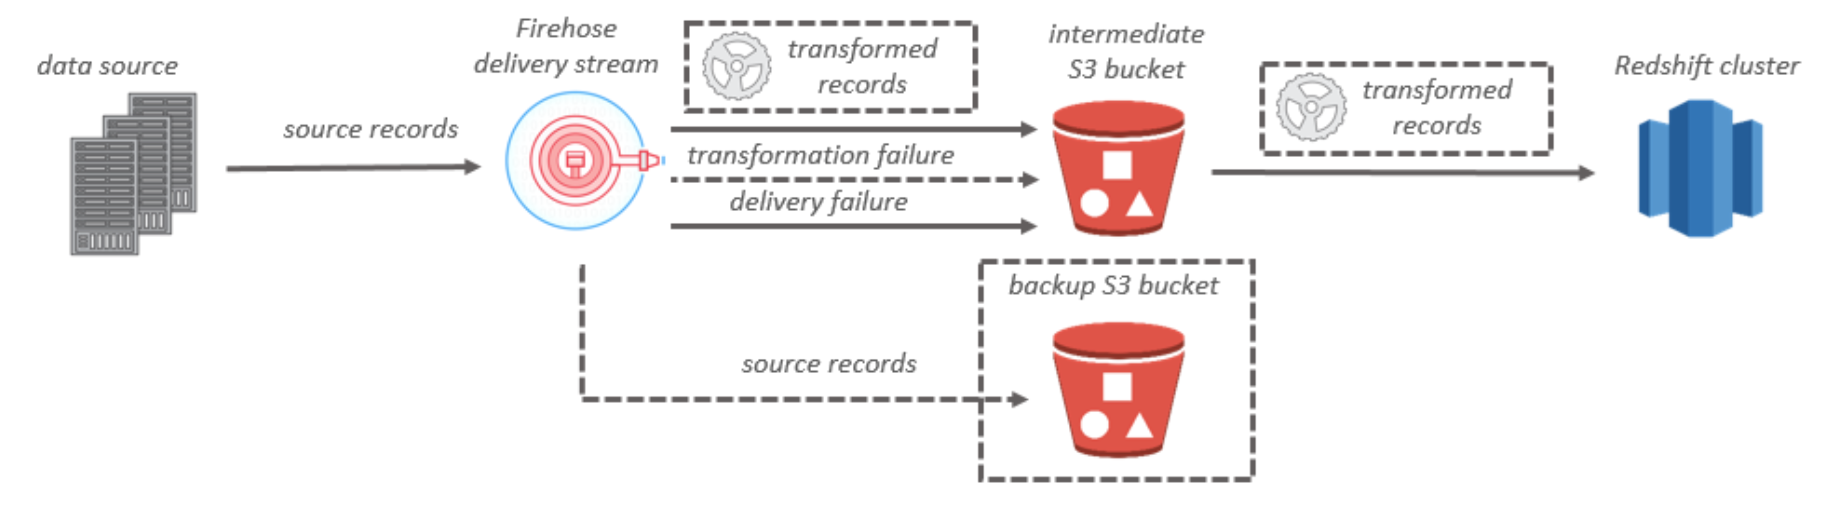 data source
source records
Firehose
delivery stream
transformed
records
transformation failure
delivery failure
intermediate
S3 bucket
transformed
records
Redshift cluster
source records
backup S3 bucket